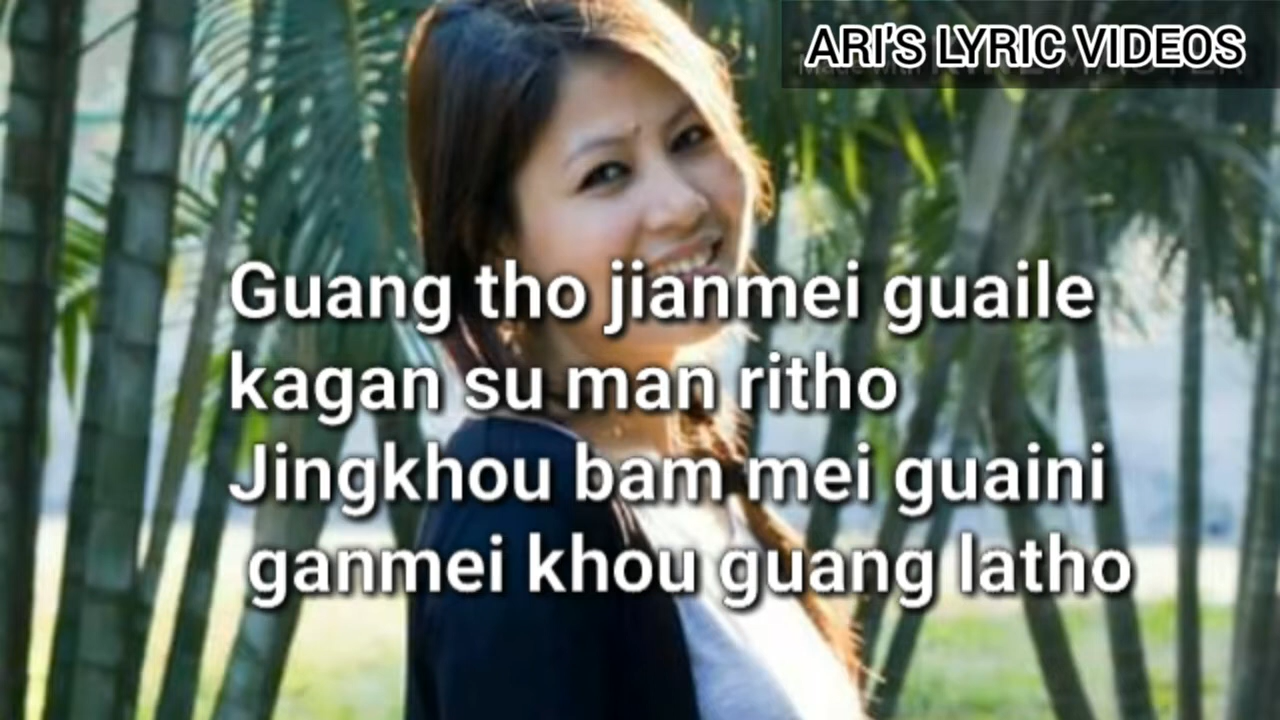 ARI'S LYRIC VIDEOS
Guang tho jianmei guaile
kagan su man ritho
Jingkhou bam mei guaini
ganmei khou guang latho